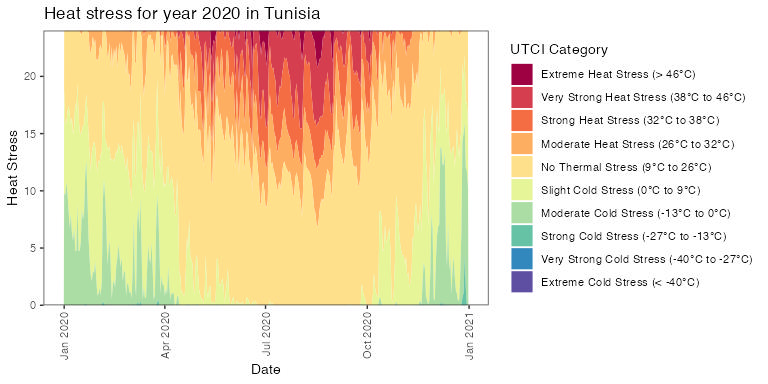 Heat stress for year 2020 in Tunisia
Heat Stress
20
15
10
5
0
Jan 2020
Apr 2020
Jul 2020
Oct 2020
Jan 2021
Date
UTCI Category
Extreme Heat Stress (> 46°C)
Very Strong Heat Stress (38°C to 46°C)
Strong Heat Stress (32°C to 38°C)
Moderate Heat Stress (26°C to 32°C)
No Thermal Stress (9°C to 26°C)
Slight Cold Stress (0°C to 9°C)
Moderate Cold Stress (-13°C to 0°C)
Strong Cold Stress (-27°C to -13°C)
Very Strong Cold Stress (-40°C to -27°C)
Extreme Cold Stress (< -40°C)